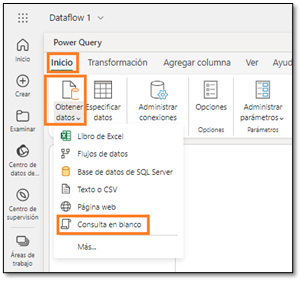 Dataflow 1
Power Query
Inicio
Inicio
Transformación
Agregar columna
Ver
Ayud
Crear
Obtener datos
Especificar datos
Administrar conexiones
Opciones
Administrar parámetros
Opciones
Parámetros
Examinar
Libro de Excel
Flujos de datos
Centro de datos de...
Base de datos de SQL Server
Texto o CSV
Página web
Centro de supervisión
Consulta en blanco
Más...
Áreas de trabajo